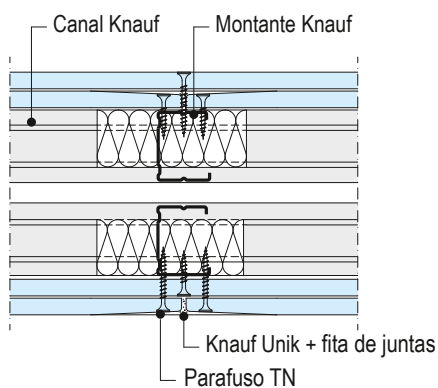 Canal Knauf
Montante Knauf
Knauf Unik + fita de juntas
Parafuso TN